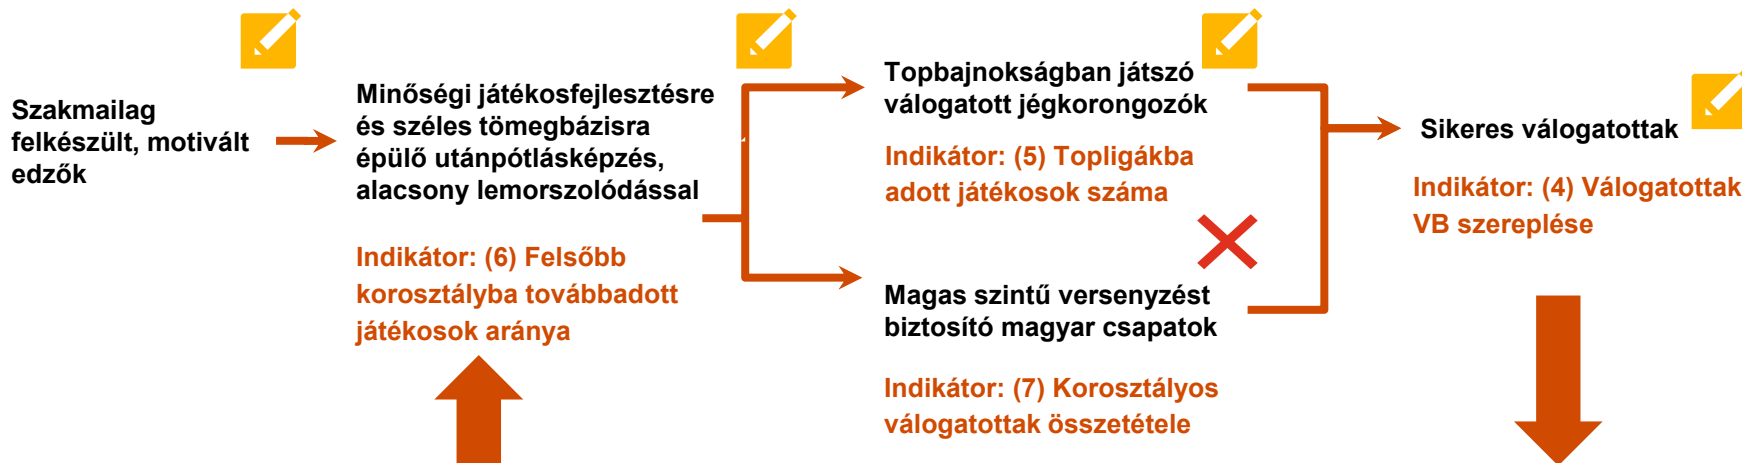 Szakmailag
felkészült, motivált
edzők
Minőségi játékosfejlesztésre
és széles tömegbázisra
épülő utánpótlásképzés,
alacsony lemorszolódással
Indikátor: (6) Felsőbb
korosztályba továbbadott
játékosok aránya
Topbajnokságban játszó
válogatott jégkorongozók
Indikátor: (5) Topligákba
adott játékosok száma
Magas szintű versenyzést
biztosító magyar csapatok
Indikátor: (7) Korosztályos
válogatottak összetétele
Sikeres válogatottak
Indikátor: (4) Válogatottak
VB szereplése